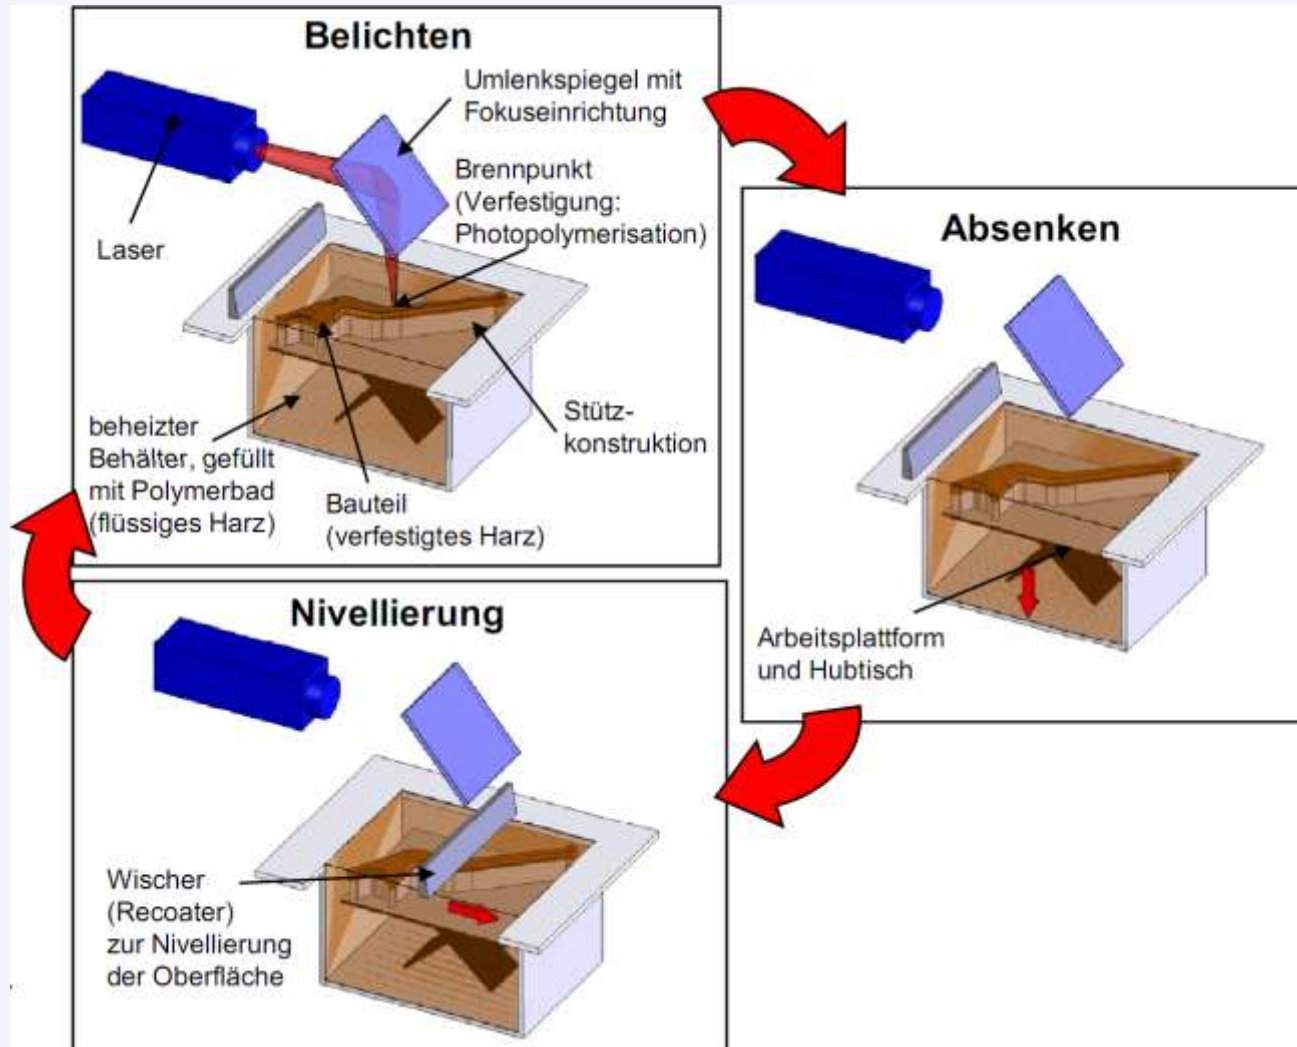 Belichten
Umlenkspiegel mit
Fokuseinrichtung
Brennpunkt
(Verfestigung:
Photopolymerisation)
Laser
Stütz-
konstruktion
beheizter
Behälter, gefüllt
mit Polymerbad
(flüssiges Harz)
Bauteil
(verfestigtes Harz)
Absenken
Arbeitsplattform
und Hubtisch
Nivellierung
Wischer
(Recoater)
zur Nivellierung
der Oberfläche